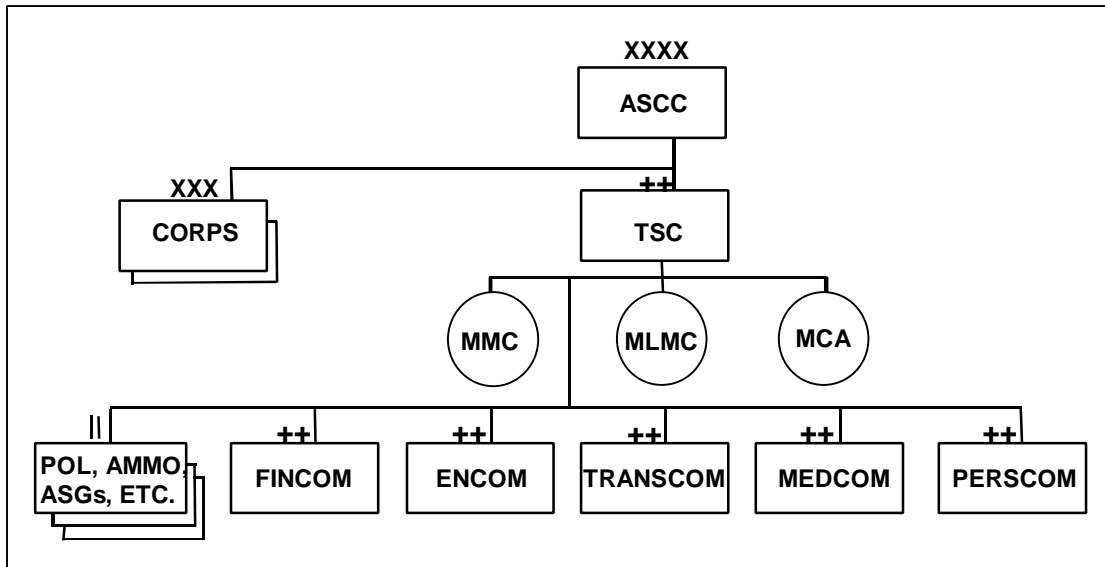 XXXX
ASCC
XXX
CORPS
++
TSC
MMC
MLMC
MCA
||
POL, AMMO,
ASGs, ETC.
++
FINCOM
++
ENCOM
++
TRANSCOM
++
MEDCOM
++
PERSCOM